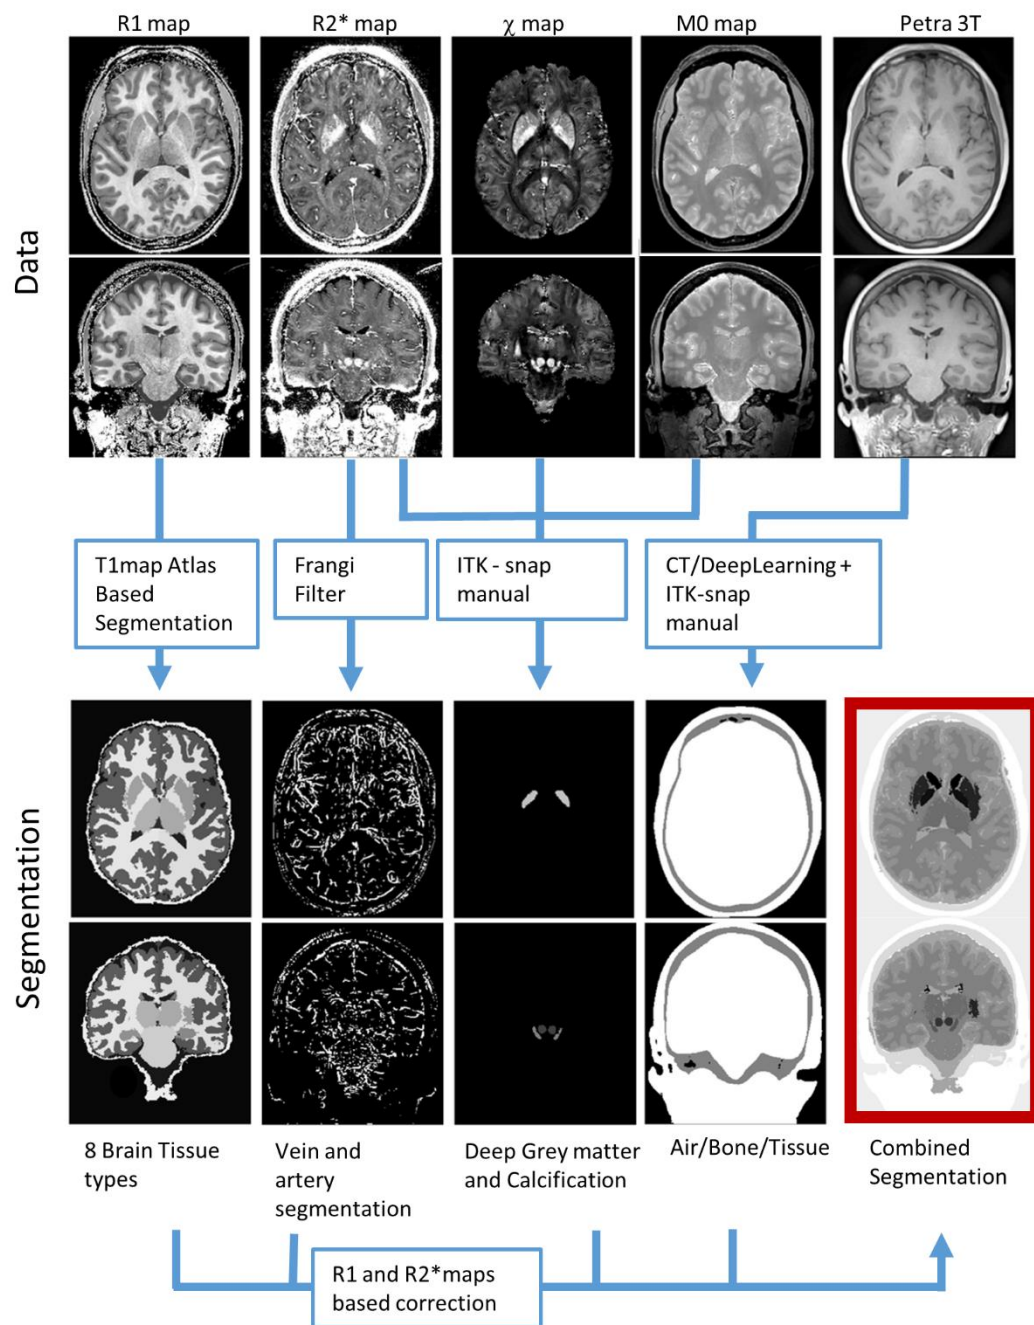 R1 map
R2* map
χ map
M0 map
Petra 3T
Data
T1map Atlas
Based
Segmentation
Frangi
Filter
ITK - snap
manual
CT/DeepLearning +
ITK-snap
manual
Segmentation
8 Brain Tissue
types
Vein and
artery
segmentation
Deep Grey matter
and Calcification
Air/Bone/Tissue
Combined
Segmentation
R1 and R2*maps
based correction